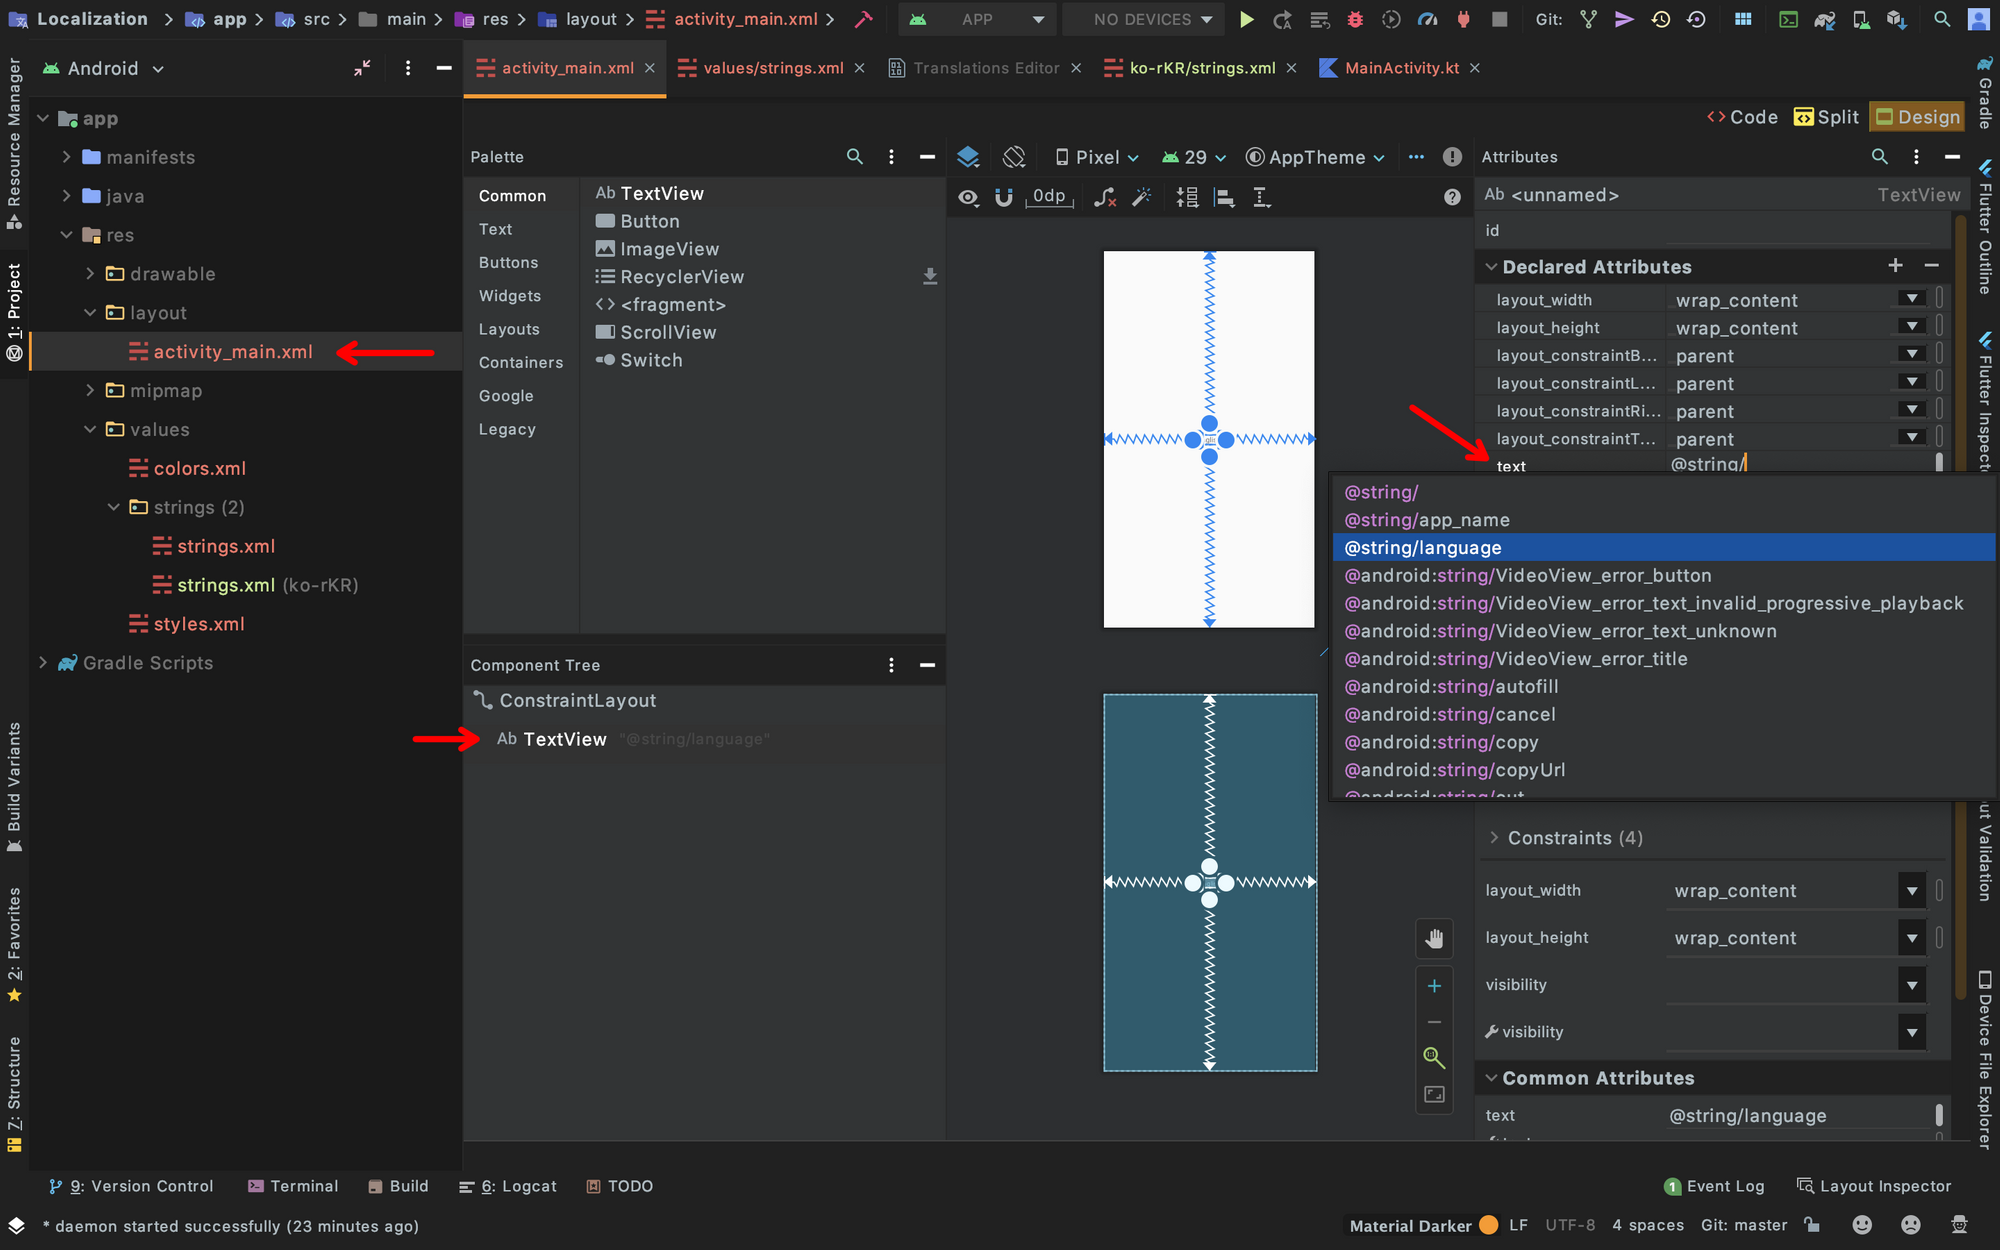 Localization app src main res layout activity_main.xml APP NO DEVICES Git:
Android
activity_main.xml values/strings.xml Translations Editor ko-rKR/strings.xml MainActivity.kt
Code Split Design
app
manifests
java
res
drawable
layout
activity_main.xml
mipmap
values
colors.xml
strings (2)
strings.xml
strings.xml (ko-rKR)
styles.xml
Gradle Scripts
Resource Manager
1: Project
Build Variants
2: Favorites
7: Structure
Palette
Common
Text
Buttons
Widgets
Layouts
Containers
Google
Legacy
Ab TextView
Button
ImageView
RecyclerView
<fragment>
ScrollView
Switch
Component Tree
ConstraintLayout
Ab TextView "@string/language"
Pixel 29 AppTheme
0dp
Attributes
Ab <unnamed> TextView
id
Declared Attributes
layout_width wrap_content
layout_height wrap_content
layout_constraintB... parent
layout_constraintL... parent
layout_constraintRi... parent
layout_constraintT... parent
text @string/
@string/
@string/app_name
@string/language
@android:string/VideoView_error_button
@android:string/VideoView_error_text_invalid_progressive_playback
@android:string/VideoView_error_text_unknown
@android:string/VideoView_error_title
@android:string/autofill
@android:string/cancel
@android:string/copy
@android:string/copyUrl
Constraints (4)
layout_width wrap_content
layout_height wrap_content
visibility
visibility
Common Attributes
text @string/language
Gradle
Flutter Outline
Flutter Inspecto
ut Validation
Device File Explorer
9: Version Control Terminal Build 6: Logcat TODO
1 Event Log Layout Inspector
* daemon started successfully (23 minutes ago)
Material Darker LF UTF-8 4 spaces Git: master